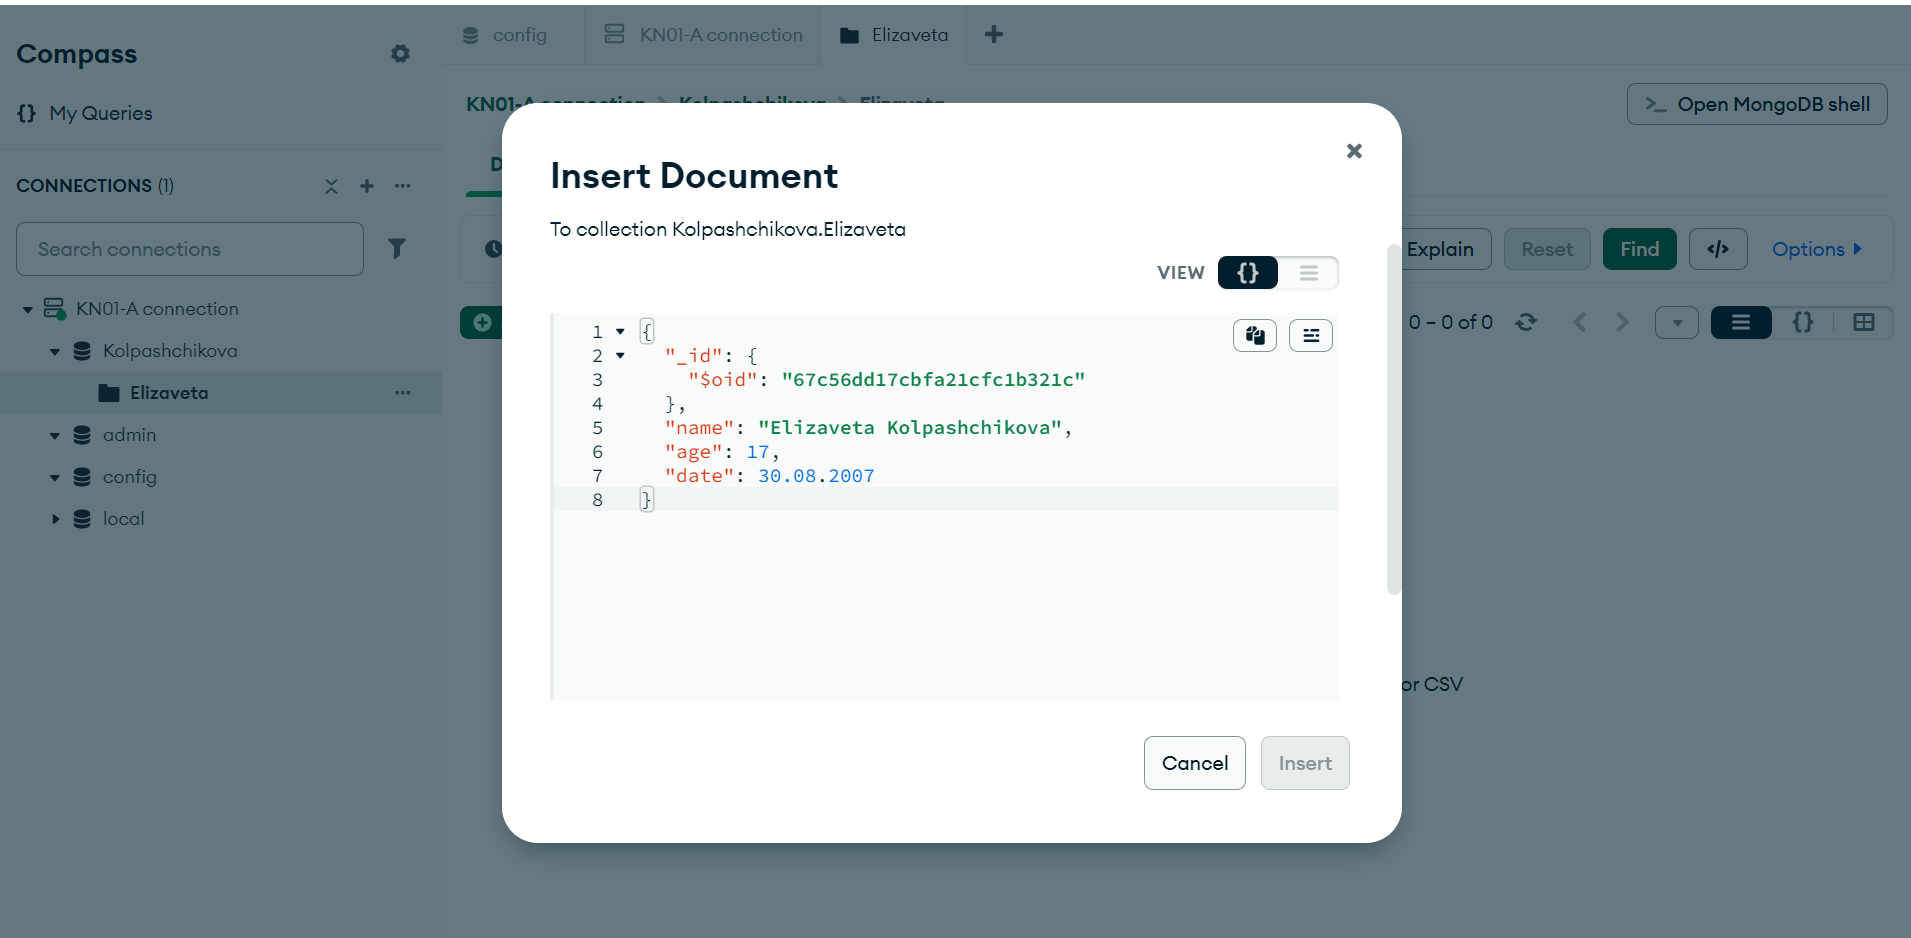 Compass
My Queries
CONNECTIONS (1)
Search connections
KN01-A connection
Kolpashchikova
Elizaveta
admin
config
local
config
KN01-A connection
Elizaveta
KN01-A connection > Kolpashchikova > Elizaveta
>_ Open MongoDB shell
D
Explain
Reset
Find
</>
Options
0 – 0 of 0
{}
or CSV
Insert Document
To collection Kolpashchikova.Elizaveta
VIEW {}
1 {
2 "_id": {
3 "$oid": "67c56dd17cbfa21cfc1b321c"
4 },
5 "name": "Elizaveta Kolpashchikova",
6 "age": 17,
7 "date": 30.08.2007
8 }
Cancel
Insert